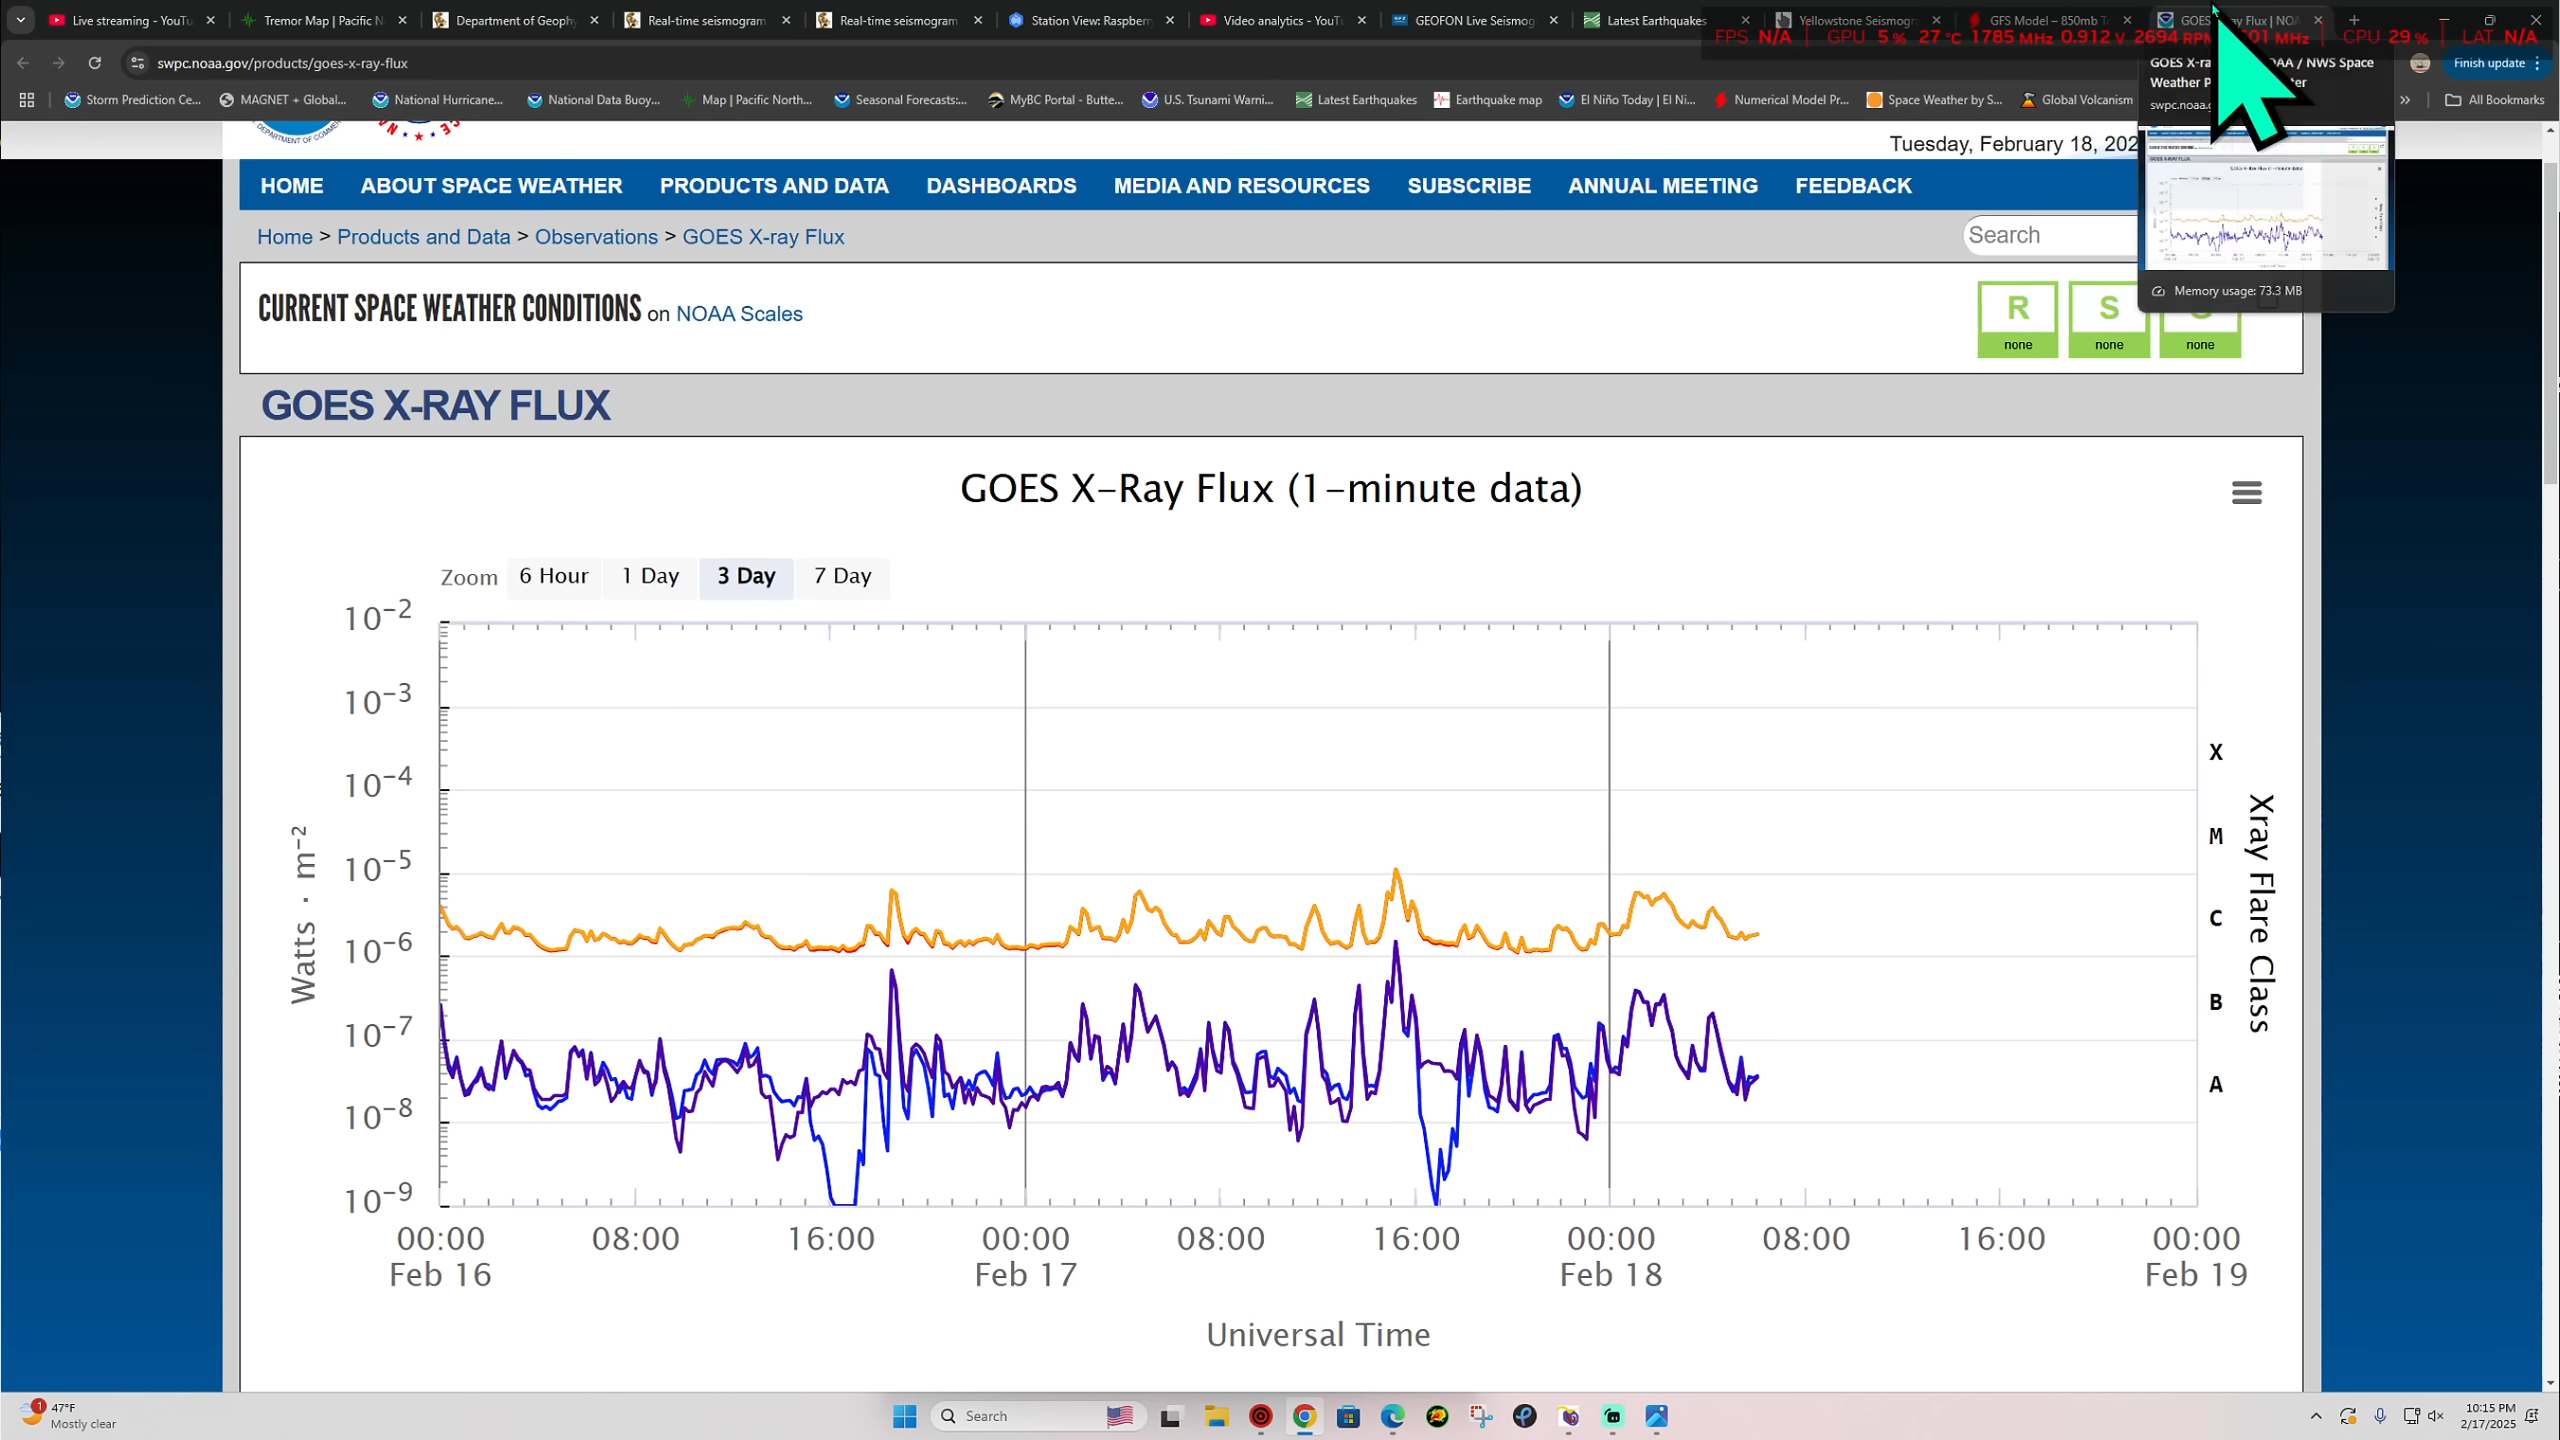 Live streaming - YouTu
Tremor Map | Pacific N
Department of Geophy
Real-time seismogram
Real-time seismogram
Station View: Raspberr
Video analytics - YouTu
GEOFON Live Seismog
Latest Earthquakes
Yellowstone Seismogra
GFS Model – 850mb T
FPS N/A GPU 5 % 27 °C 1785 MHz 0.912 V 2694 RPM MHz CPU 29 % LAT N/A
swpc.noaa.gov/products/goes-x-ray-flux
Finish update
Storm Prediction Ce...
MAGNET + Global...
National Hurricane...
National Data Buoy...
Map | Pacific North...
Seasonal Forecasts:...
MyBC Portal - Butte...
U.S. Tsunami Warni...
Latest Earthquakes
Earthquake map
El Niño Today | El Ni...
Numerical Model Pr...
Space Weather by S...
Global Volcanism
All Bookmarks
/ NWS Space
Memory usage: 73.3 MB
DEPARTMENT OF COMMER
Tuesday, February 18, 202
HOME ABOUT SPACE WEATHER PRODUCTS AND DATA DASHBOARDS MEDIA AND RESOURCES SUBSCRIBE ANNUAL MEETING FEEDBACK
Home > Products and Data > Observations > GOES X-ray Flux
Search
CURRENT SPACE WEATHER CONDITIONS on NOAA Scales
R
none
S
none
none
GOES X-RAY FLUX
GOES X-Ray Flux (1-minute data)
Zoom 6 Hour 1 Day 3 Day 7 Day
10⁻²
10⁻³
10⁻⁴
10⁻⁵
10⁻⁶
10⁻⁷
10⁻⁸
10⁻⁹
Watts · m⁻²
X
M
C
B
A
Xray Flare Class
00:00 08:00 16:00 00:00 08:00 16:00 00:00 08:00 16:00 00:00
Feb 16 Feb 17 Feb 18 Feb 19
Universal Time
1
47°F
Mostly clear
Search
10:15 PM
2/17/2025